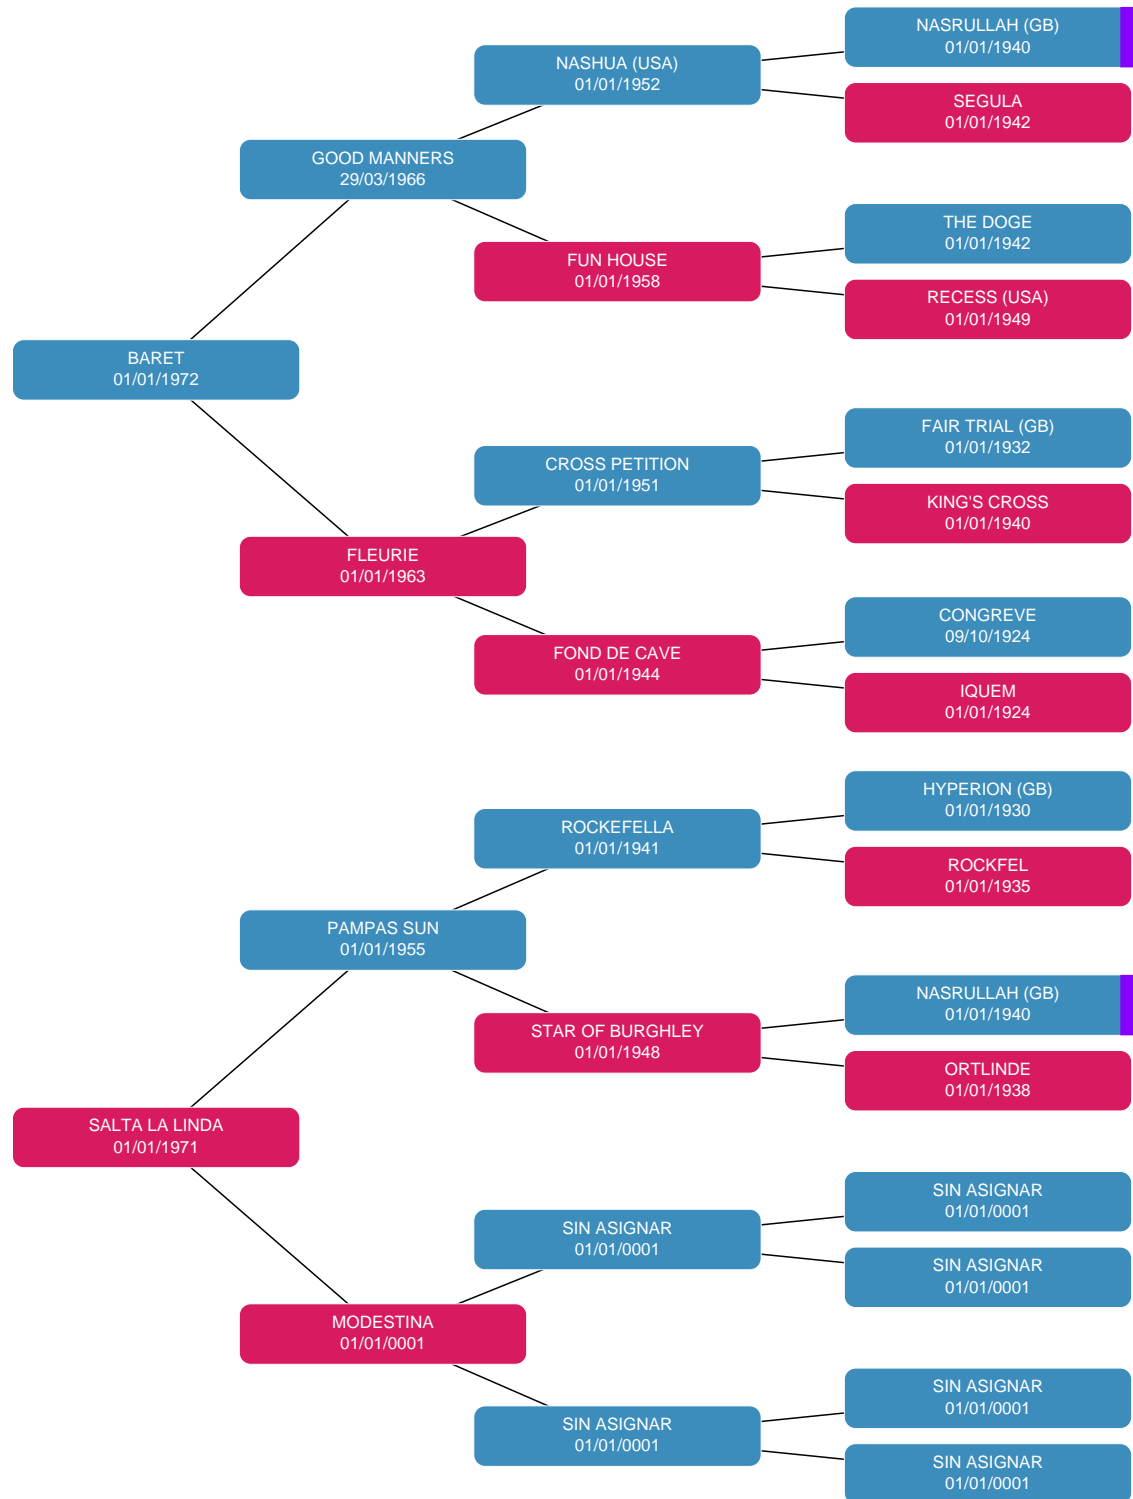 NASRULLAH (GB)
01/01/1940
NASHUA (USA)
01/01/1952
SEGULA
01/01/1942
GOOD MANNERS
29/03/1966
THE DOGE
01/01/1942
FUN HOUSE
01/01/1958
RECESS (USA)
01/01/1949
BARET
01/01/1972
FAIR TRIAL (GB)
01/01/1932
CROSS PETITION
01/01/1951
KING'S CROSS
01/01/1940
FLEURIE
01/01/1963
CONGREVE
09/10/1924
FOND DE CAVE
01/01/1944
IQUEM
01/01/1924
HYPERION (GB)
01/01/1930
ROCKEFELLA
01/01/1941
ROCKFEL
01/01/1935
PAMPAS SUN
01/01/1955
NASRULLAH (GB)
01/01/1940
STAR OF BURGHLEY
01/01/1948
ORTLINDE
01/01/1938
SALTA LA LINDA
01/01/1971
SIN ASIGNAR
01/01/0001
SIN ASIGNAR
01/01/0001
SIN ASIGNAR
01/01/0001
MODESTINA
01/01/0001
SIN ASIGNAR
01/01/0001
SIN ASIGNAR
01/01/0001
SIN ASIGNAR
01/01/0001